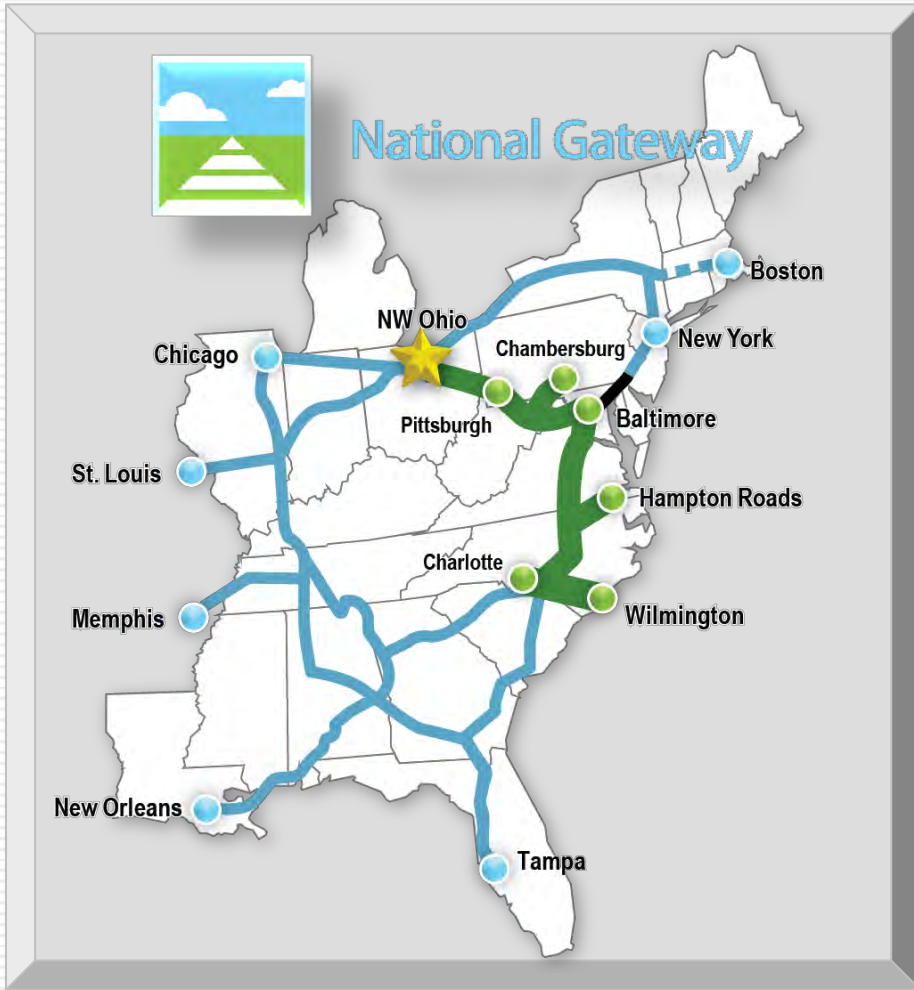 National Gateway
Boston
NW Ohio
New York
Chambersburg
Chicago
Pittsburgh
Baltimore
St. Louis
Hampton Roads
Charlotte
Memphis
Wilmington
New Orleans
Tampa